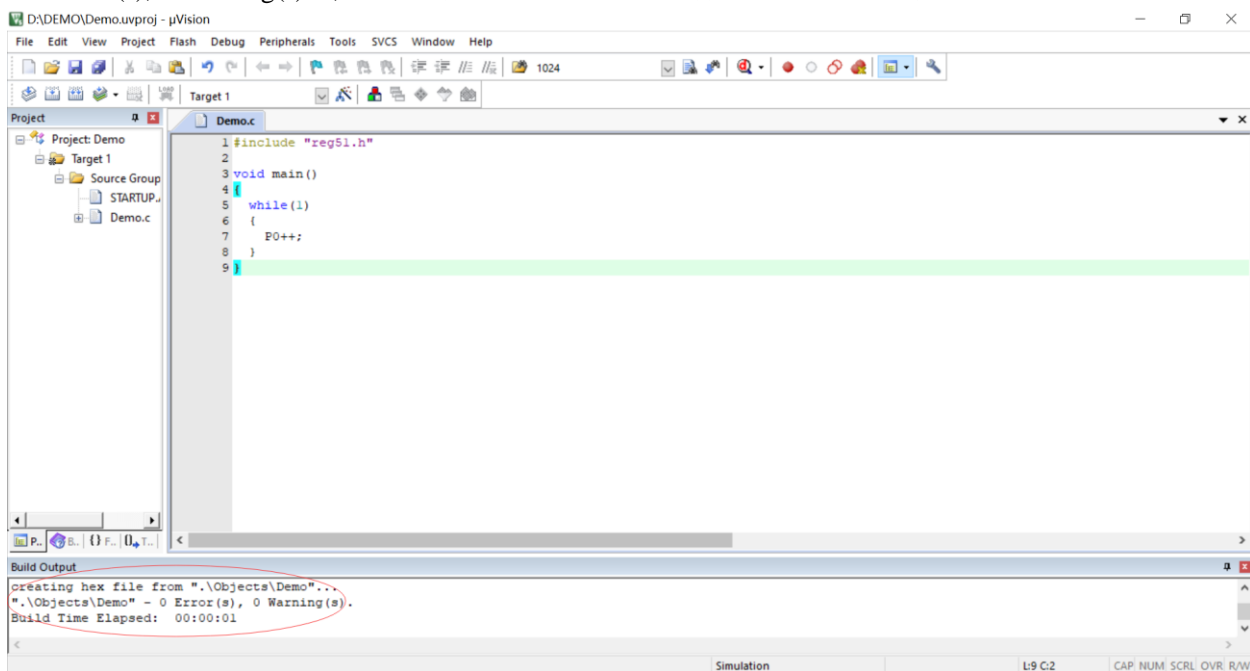 D:\DEMO\Demo.uvproj - µVision
File Edit View Project Flash Debug Peripherals Tools SVCS Window Help
1024
Target 1
Project
Demo.c
Project: Demo
Target 1
Source Group
STARTUP.
Demo.c
1 #include "reg51.h"
2
3 void main()
4 {
5 while(1)
6 {
7 P0++;
8 }
9 }
P.. B.. {} F.. 0 T..
Build Output
creating hex file from ".\Objects\Demo"...
".\Objects\Demo" - 0 Error(s), 0 Warning(s).
Build Time Elapsed: 00:00:01
Simulation L:9 C:2 CAP NUM SCRL OVR R/W